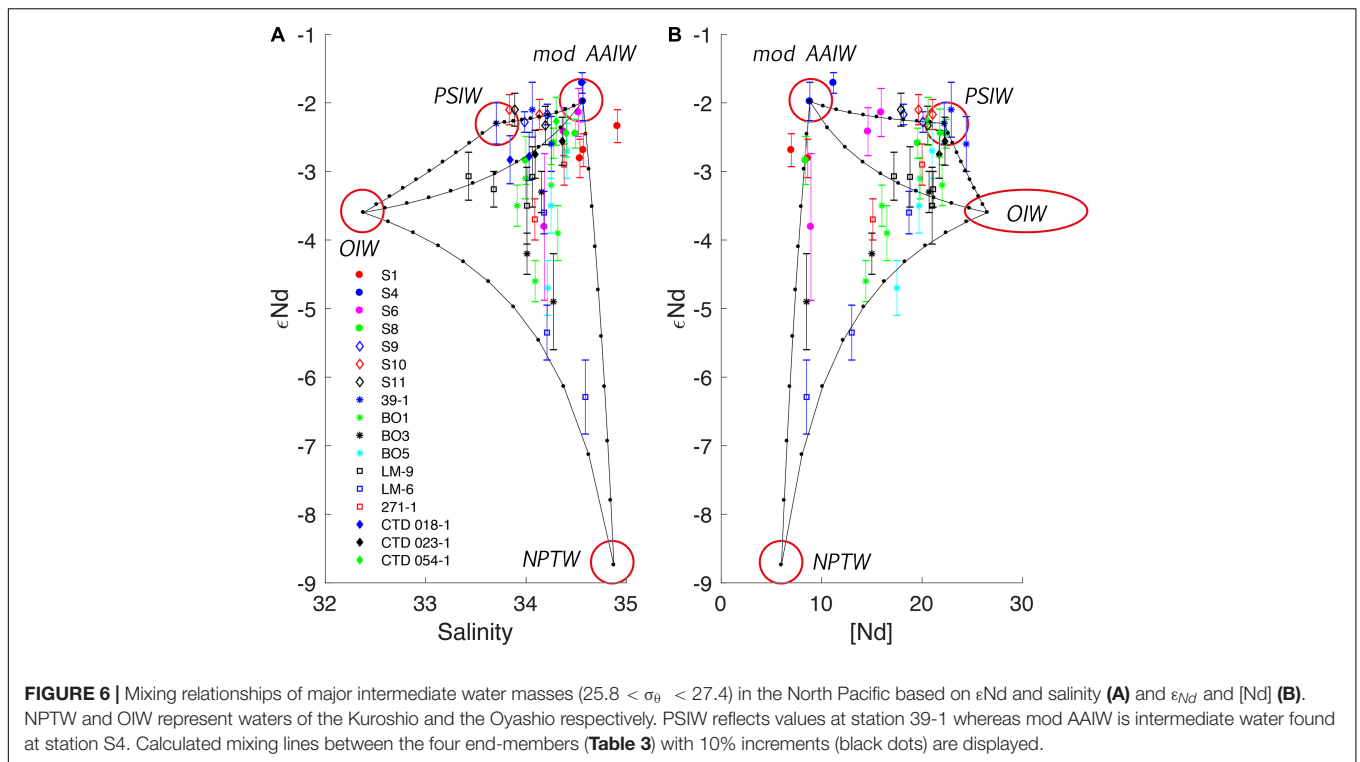 A
B
-1
-2
-3
-4
-5
-6
-7
-8
-9
εNd
32
33
34
35
Salinity
mod AAIW
PSIW
OIW
NPTW
S1
S4
S6
S8
S9
S10
S11
39-1
BO1
BO3
BO5
LM-9
LM-6
271-1
CTD 018-1
CTD 023-1
CTD 054-1
-1
-2
-3
-4
-5
-6
-7
-8
-9
εNd
0
10
20
30
[Nd]
mod AAIW
PSIW
OIW
NPTW
FIGURE 6 | Mixing relationships of major intermediate water masses (25.8 < σθ < 27.4) in the North Pacific based on εNd and salinity (A) and εNd and [Nd] (B).
NPTW and OIW represent waters of the Kuroshio and the Oyashio respectively. PSIW reflects values at station 39-1 whereas mod AAIW is intermediate water found
at station S4. Calculated mixing lines between the four end-members (Table 3) with 10% increments (black dots) are displayed.